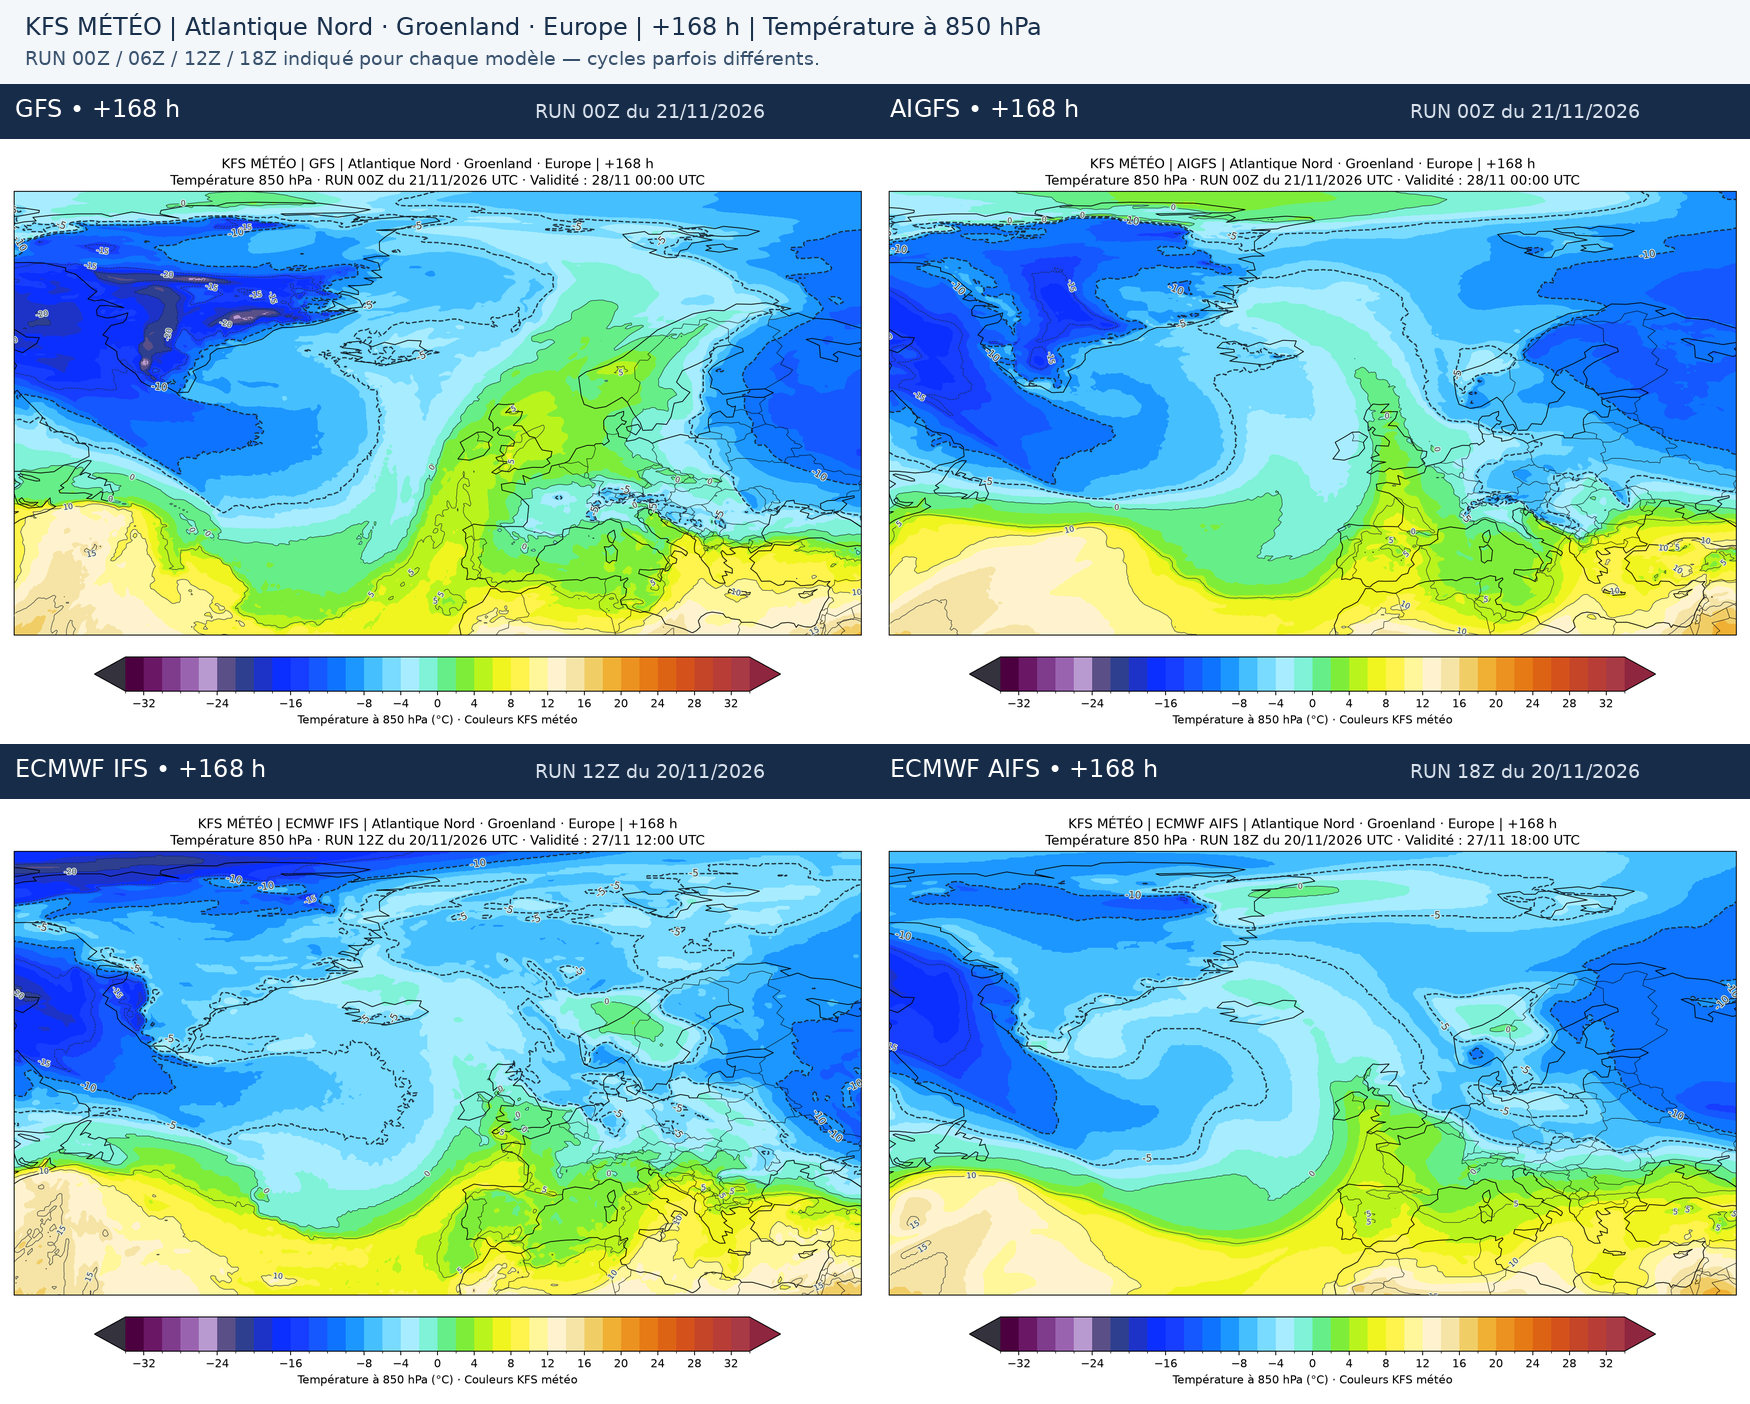 KFS MÉTÉO | Atlantique Nord · Groenland · Europe | +168 h | Température à 850 hPa
RUN 00Z / 06Z / 12Z / 18Z indiqué pour chaque modèle — cycles parfois différents.
GFS • +168 h
RUN 00Z du 21/11/2026
AIGFS • +168 h
RUN 00Z du 21/11/2026
KFS MÉTÉO | GFS | Atlantique Nord · Groenland · Europe | +168 h
Température 850 hPa · RUN 00Z du 21/11/2026 UTC · Validité : 28/11 00:00 UTC
KFS MÉTÉO | AIGFS | Atlantique Nord · Groenland · Europe | +168 h
Température 850 hPa · RUN 00Z du 21/11/2026 UTC · Validité : 28/11 00:00 UTC
−32 −24 −16 −8 −4 0 4 8 12 16 20 24 28 32
Température à 850 hPa (°C) · Couleurs KFS météo
−32 −24 −16 −8 −4 0 4 8 12 16 20 24 28 32
Température à 850 hPa (°C) · Couleurs KFS météo
ECMWF IFS • +168 h
RUN 12Z du 20/11/2026
ECMWF AIFS • +168 h
RUN 18Z du 20/11/2026
KFS MÉTÉO | ECMWF IFS | Atlantique Nord · Groenland · Europe | +168 h
Température 850 hPa · RUN 12Z du 20/11/2026 UTC · Validité : 27/11 12:00 UTC
KFS MÉTÉO | ECMWF AIFS | Atlantique Nord · Groenland · Europe | +168 h
Température 850 hPa · RUN 18Z du 20/11/2026 UTC · Validité : 27/11 18:00 UTC
−32 −24 −16 −8 −4 0 4 8 12 16 20 24 28 32
Température à 850 hPa (°C) · Couleurs KFS météo
−32 −24 −16 −8 −4 0 4 8 12 16 20 24 28 32
Température à 850 hPa (°C) · Couleurs KFS météo